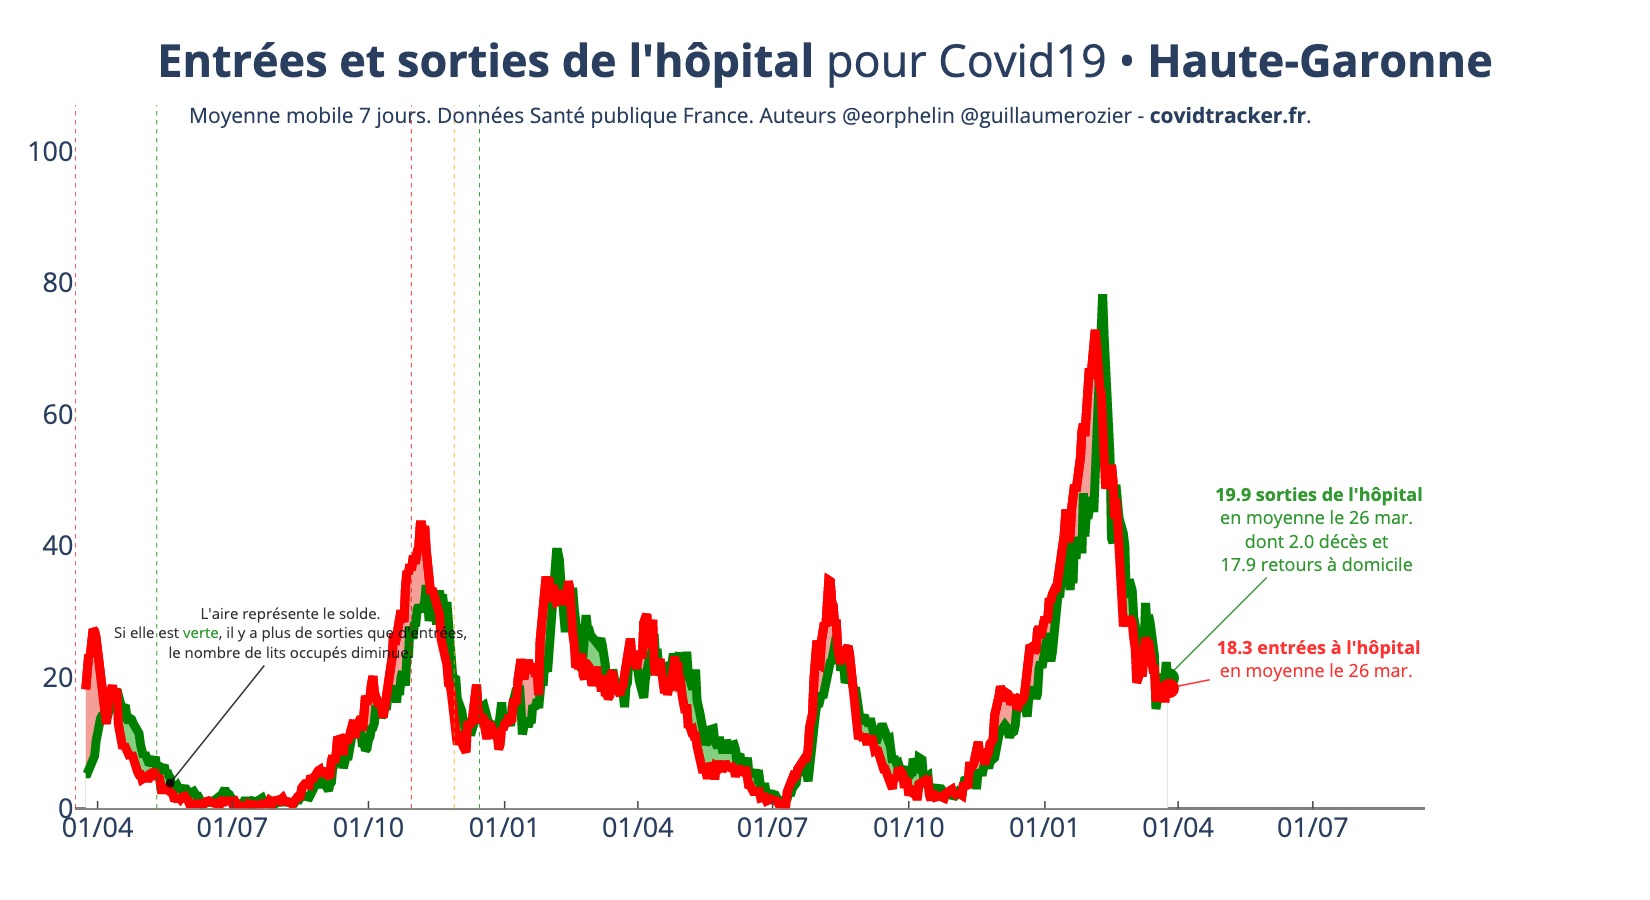 Entrées et sorties de l'hôpital pour Covid19 • Haute-Garonne
Moyenne mobile 7 jours. Données Santé publique France. Auteurs @eorphelin @guillaumerozier - covidtracker.fr.
100
80
60
40
20
0
19.9 sorties de l'hôpital
en moyenne le 26 mar.
dont 2.0 décès et
17.9 retours à domicile
L'aire représente le solde.
Si elle est verte, il y a plus de sorties que d'entrées,
le nombre de lits occupés diminue.
18.3 entrées à l'hôpital
en moyenne le 26 mar.
01/04 01/07 01/10 01/01 01/04 01/07 01/10 01/01 01/04 01/07